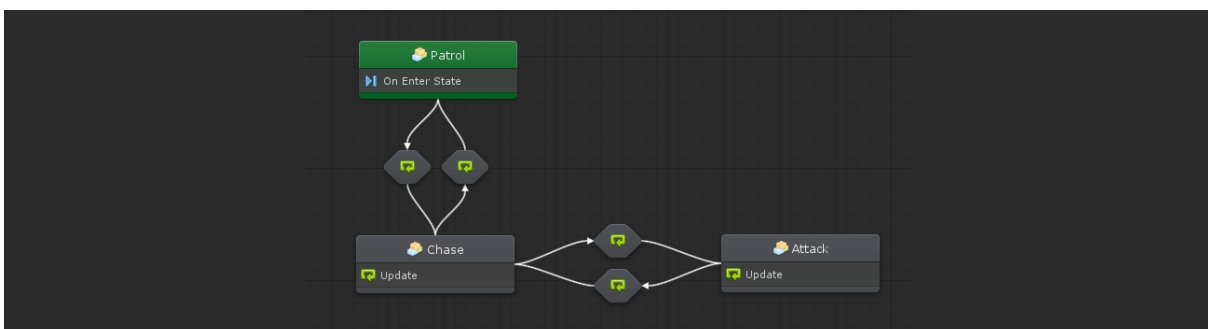 Patrol
On Enter State
Chase
Update
Attack
Update